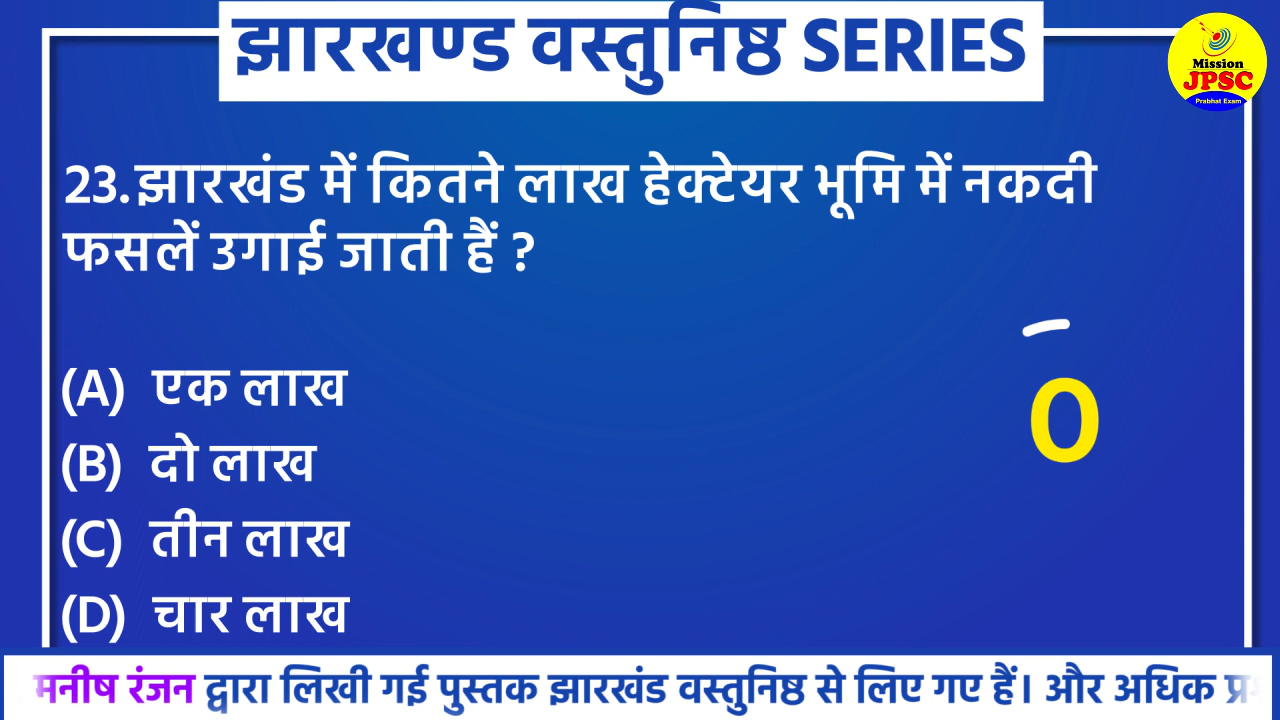 झारखण्ड वस्तुनिष्ठ SERIES
Mission
JPSC
Prabhat Exam
23.झारखंड में कितने लाख हेक्टेयर भूमि में नकदी
फसलें उगाई जाती हैं ?
0
(A) एक लाख
(B) दो लाख
(C) तीन लाख
(D) चार लाख
मनीष रंजन द्वारा लिखी गई पुस्तक झारखंड वस्तुनिष्ठ से लिए गए हैं। और अधिक